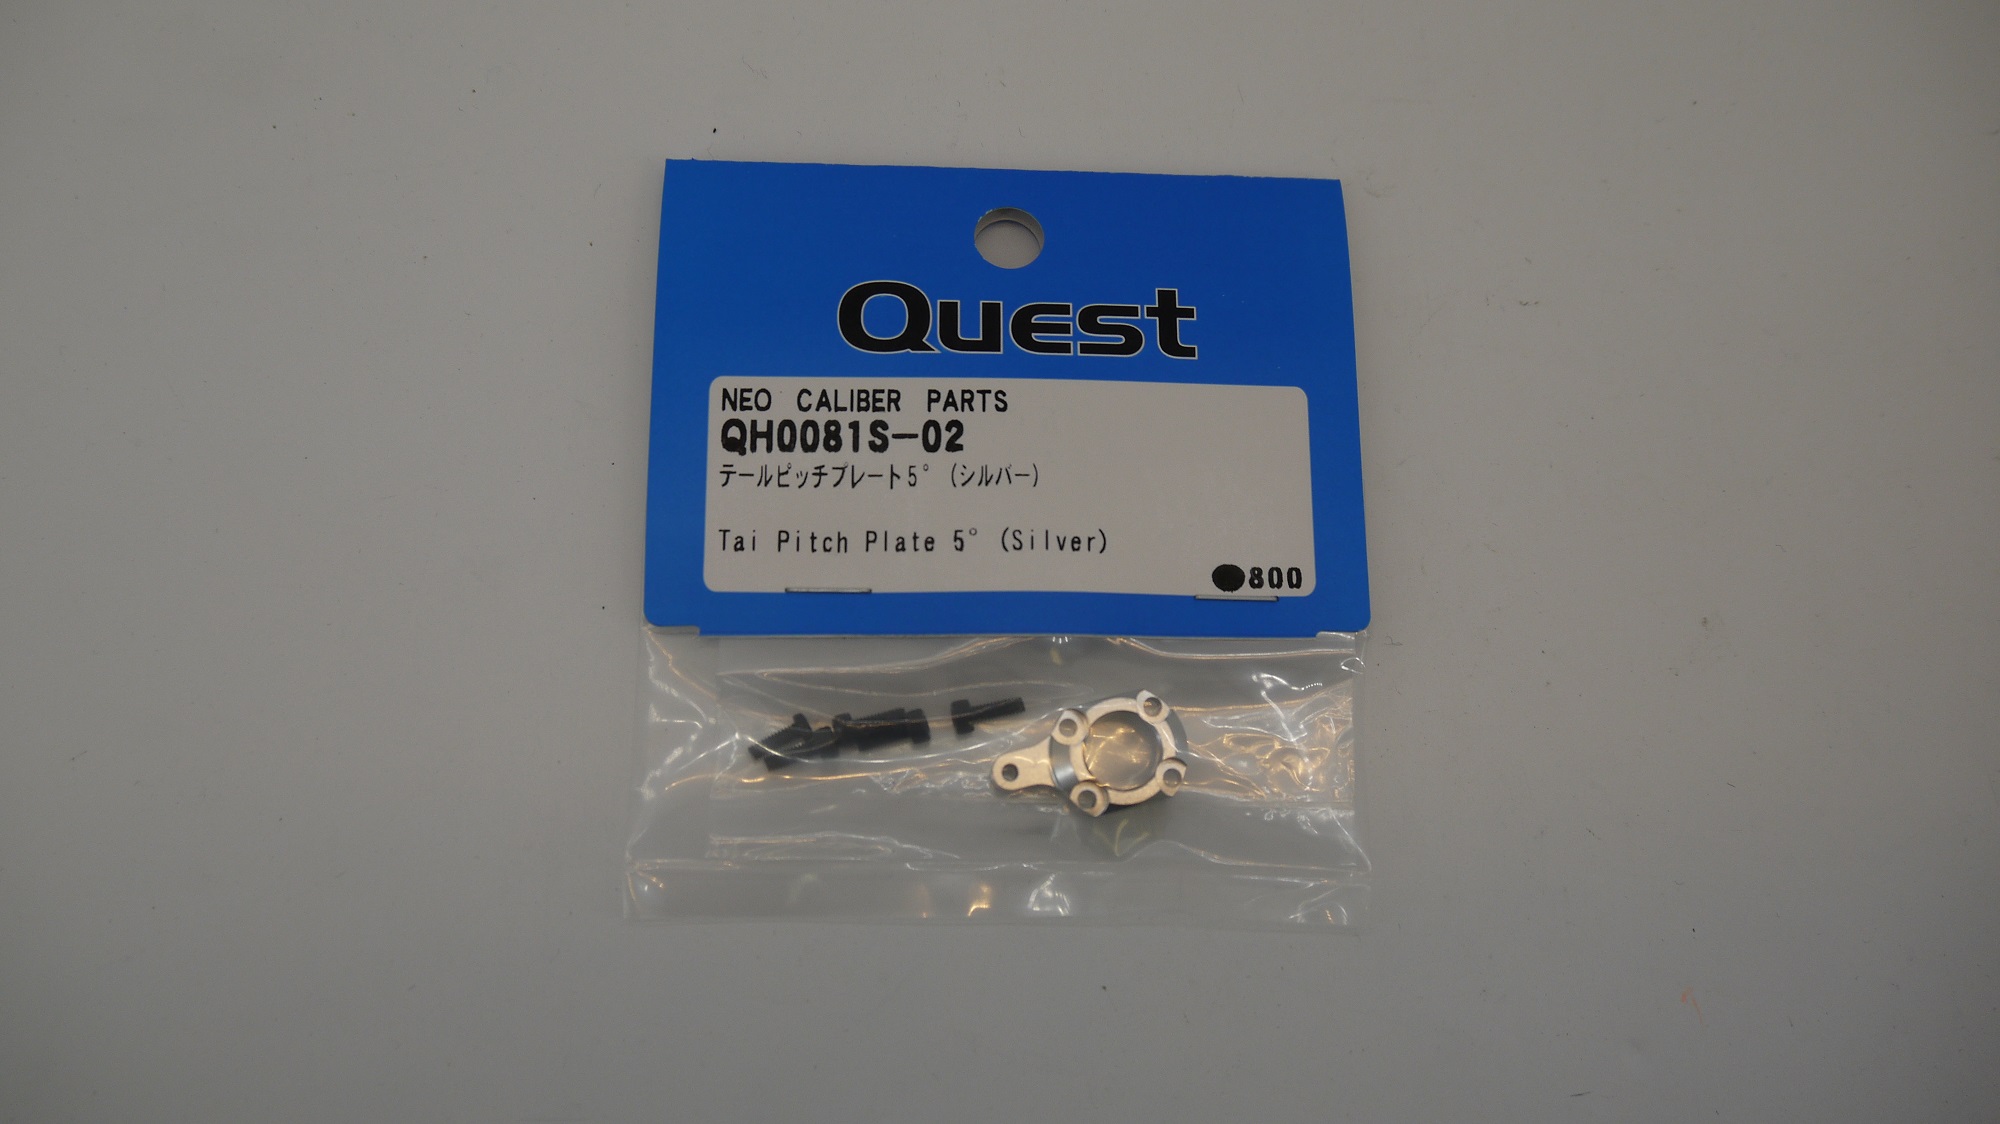 Quest
NEO CALIBER PARTS
QH0081S-02
テールピッチプレート5°(シルバー)
Tai Pitch Plate 5°(Silver)
●800